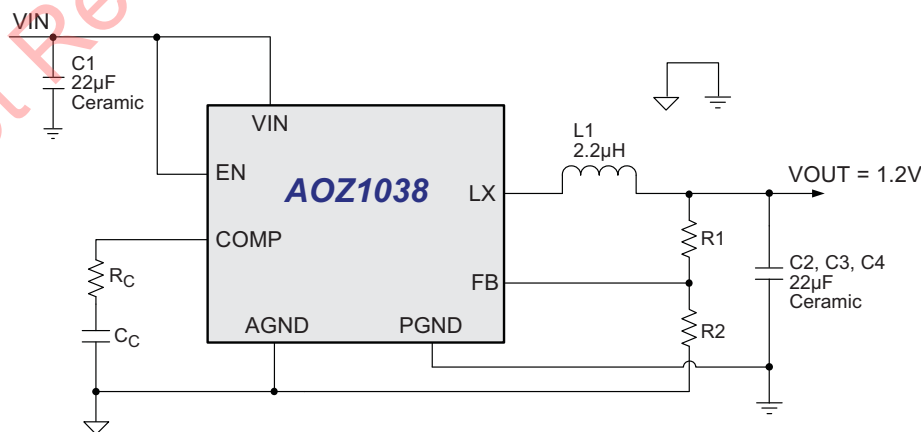 VIN
C1
22µF
Ceramic
VIN
EN
AOZ1038
LX
L1
2.2µH
VOUT = 1.2V
COMP
R1
C2, C3, C4
22µF
Ceramic
RC
FB
CC
AGND
PGND
R2